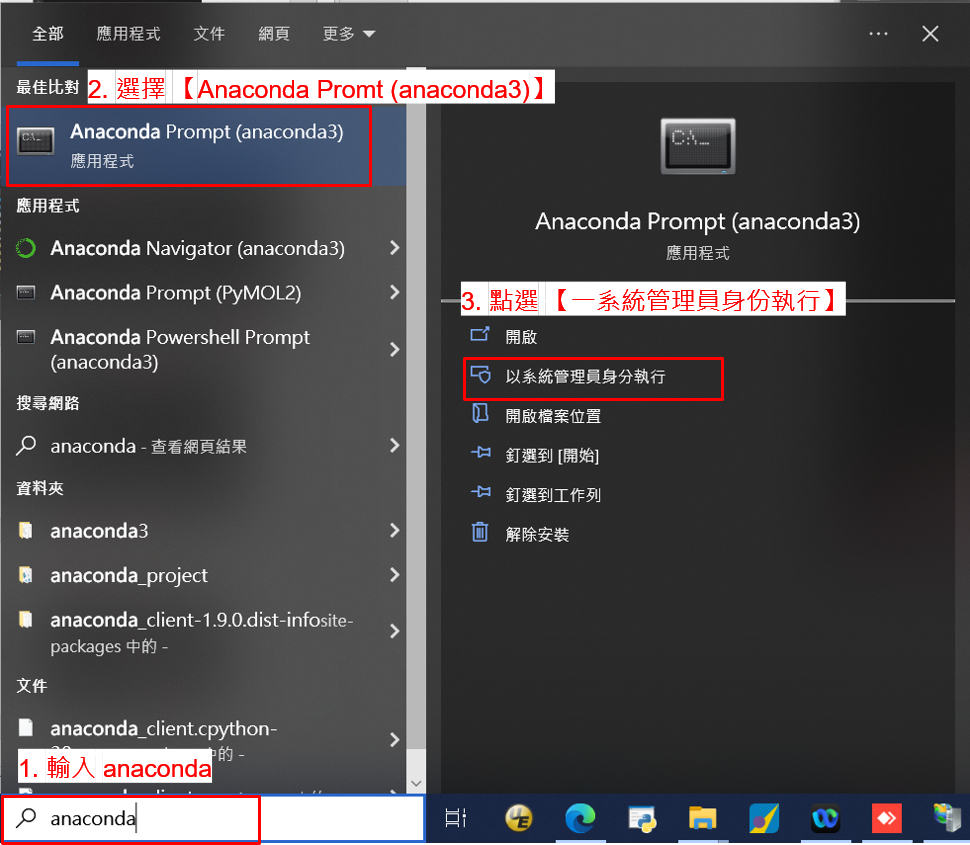 全部 應用程式 文件 網頁 更多
最佳比對
2. 選擇 【Anaconda Promt (anaconda3)】
Anaconda Prompt (anaconda3)
應用程式
應用程式
Anaconda Navigator (anaconda3)
Anaconda Prompt (PyMOL2)
Anaconda Powershell Prompt
(anaconda3)
搜尋網路
anaconda - 查看網頁結果
資料夾
anaconda3
anaconda_project
anaconda_client-1.9.0.dist-infosite-
packages 中的 -
文件
anaconda_client.cpython-
中的 -
1. 輸入 anaconda
anaconda
Anaconda Prompt (anaconda3)
應用程式
3. 點選 【一系統管理員身份執行】
開啟
以系統管理員身分執行
開啟檔案位置
釘選到 [開始]
釘選到工作列
解除安裝